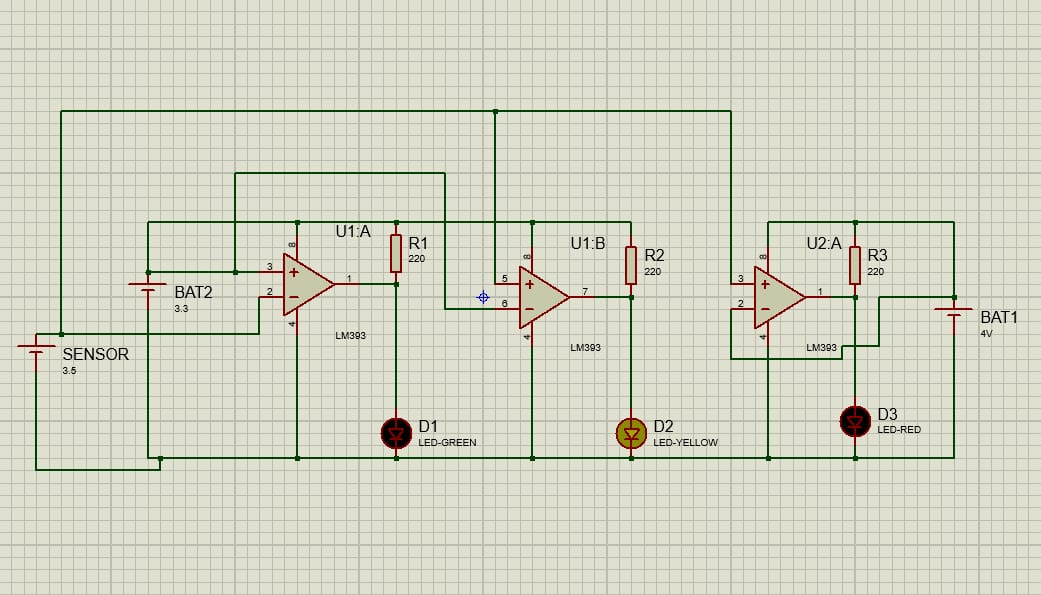 U1:A
8
3
2
1
4
LM393
R1
220
BAT2
3.3
SENSOR
3.5
D1
LED-GREEN
U1:B
8
5
6
7
4
LM393
R2
220
D2
LED-YELLOW
U2:A
8
3
2
1
4
LM393
R3
220
BAT1
4V
D3
LED-RED